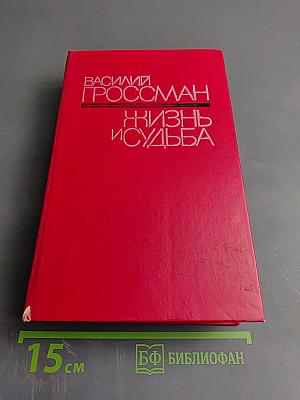 ВАСИЛИЙ
ГРОССМАН
ЖИЗНЬ
И СУДЬБА
15 см
БФ БИБЛИОФАН